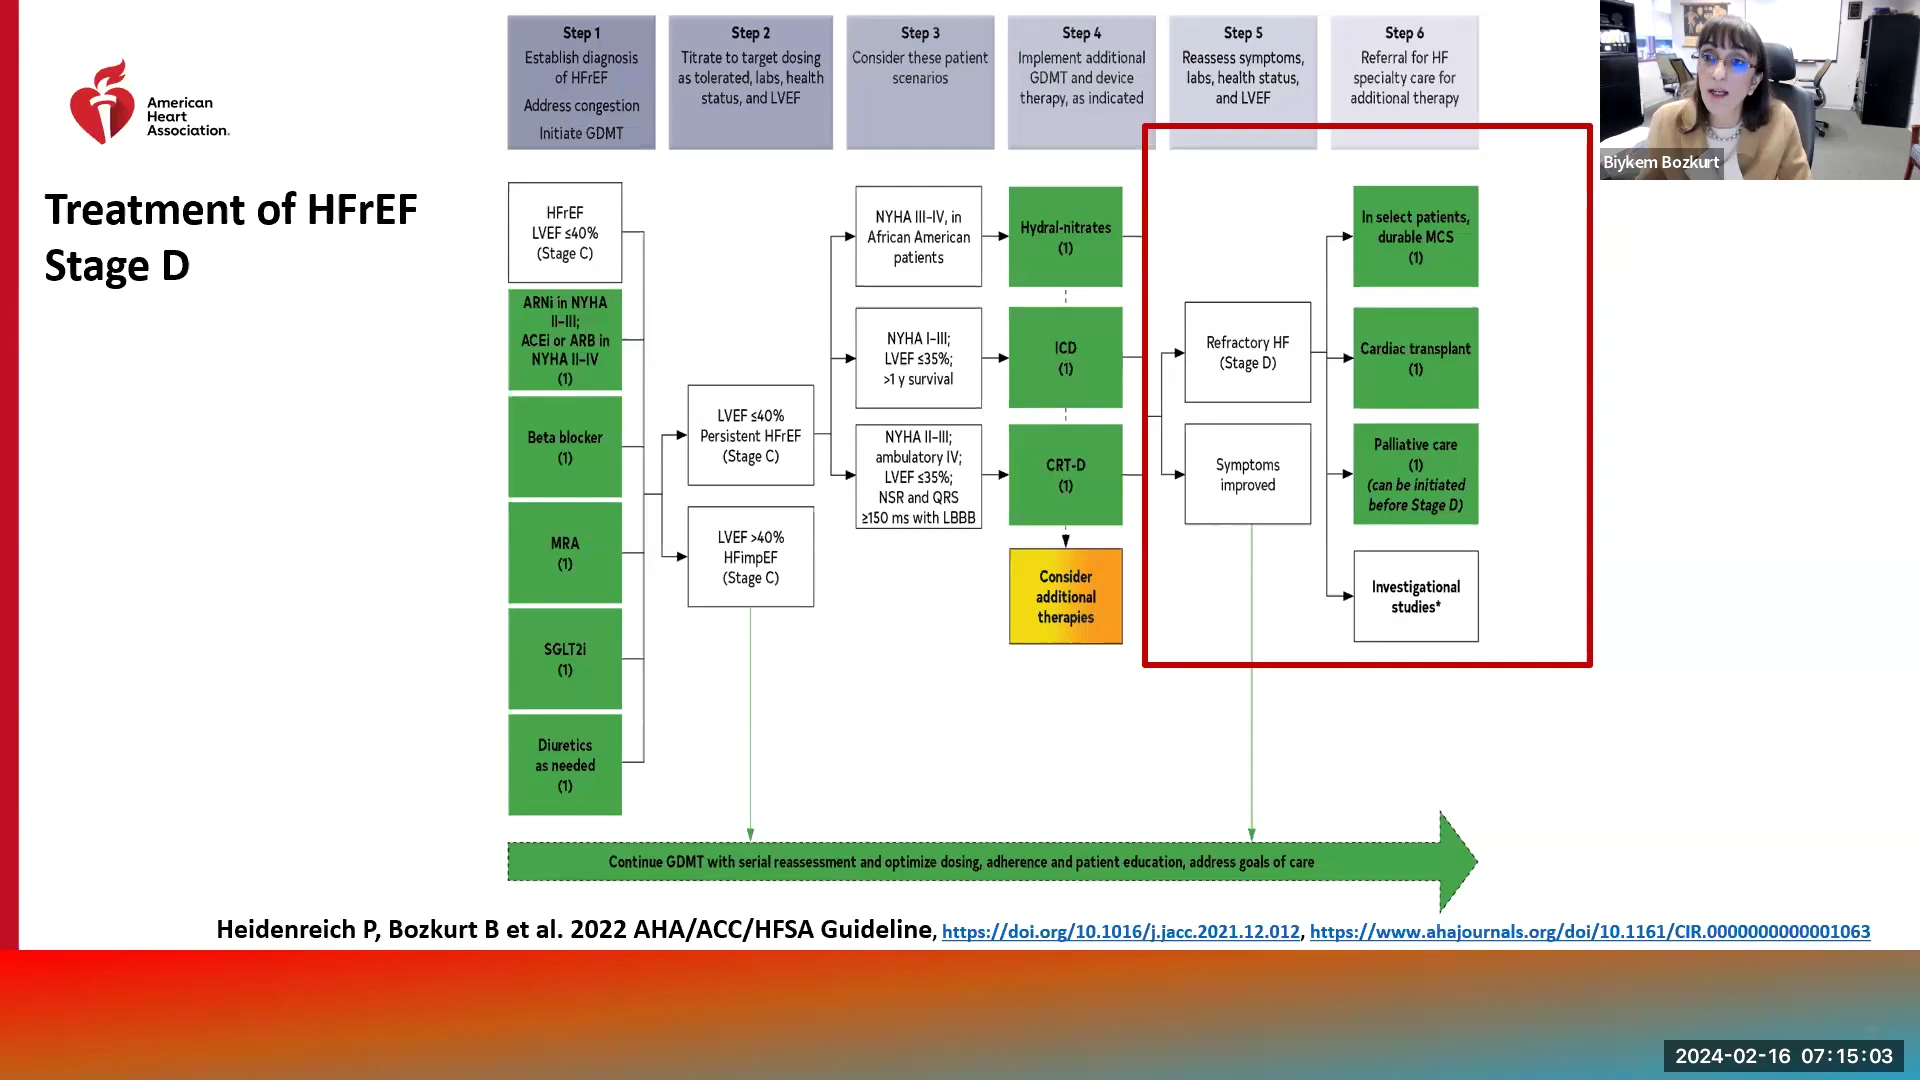 American
Heart
Association.
Treatment of HFrEF
Stage D
Step 1
Establish diagnosis
of HFrEF
Address congestion
Initiate GDMT
Step 2
Titrate to target dosing
as tolerated, labs, health
status, and LVEF
Step 3
Consider these patient
scenarios
Step 4
Implement additional
GDMT and device
therapy, as indicated
Step 5
Reassess symptoms,
labs, health status,
and LVEF
Step 6
Referral for HF
specialty care for
additional therapy
Biykem Bozkurt
HFrEF
LVEF ≤40%
(Stage C)
ARNi in NYHA
II–III;
ACEi or ARB in
NYHA II–IV
(1)
Beta blocker
(1)
MRA
(1)
SGLT2i
(1)
Diuretics
as needed
(1)
LVEF ≤40%
Persistent HFrEF
(Stage C)
LVEF >40%
HFimpEF
(Stage C)
NYHA III–IV, in
African American
patients
NYHA I–III;
LVEF ≤35%;
>1 y survival
NYHA II–III;
ambulatory IV;
LVEF ≤35%;
NSR and QRS
≥150 ms with LBBB
Hydral-nitrates
(1)
ICD
(1)
CRT-D
(1)
Consider
additional
therapies
Refractory HF
(Stage D)
Symptoms
improved
In select patients,
durable MCS
(1)
Cardiac transplant
(1)
Palliative care
(1)
(can be initiated
before Stage D)
Investigational
studies*
Continue GDMT with serial reassessment and optimize dosing, adherence and patient education, address goals of care
Heidenreich P, Bozkurt B et al. 2022 AHA/ACC/HFSA Guideline, https://doi.org/10.1016/j.jacc.2021.12.012, https://www.ahajournals.org/doi/10.1161/CIR.0000000000001063
2024-02-16 07:15:03